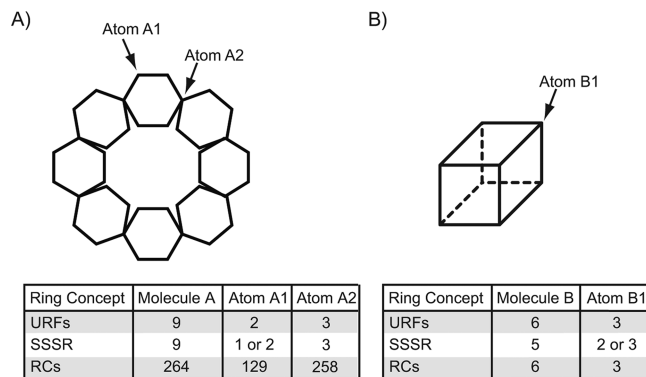 A)
Atom A1
Atom A2
B)
Atom B1
Ring Concept Molecule A Atom A1 Atom A2
URFs 9 2 3
SSSR 9 1 or 2 3
RCs 264 129 258
Ring Concept Molecule B Atom B1
URFs 6 3
SSSR 5 2 or 3
RCs 6 3